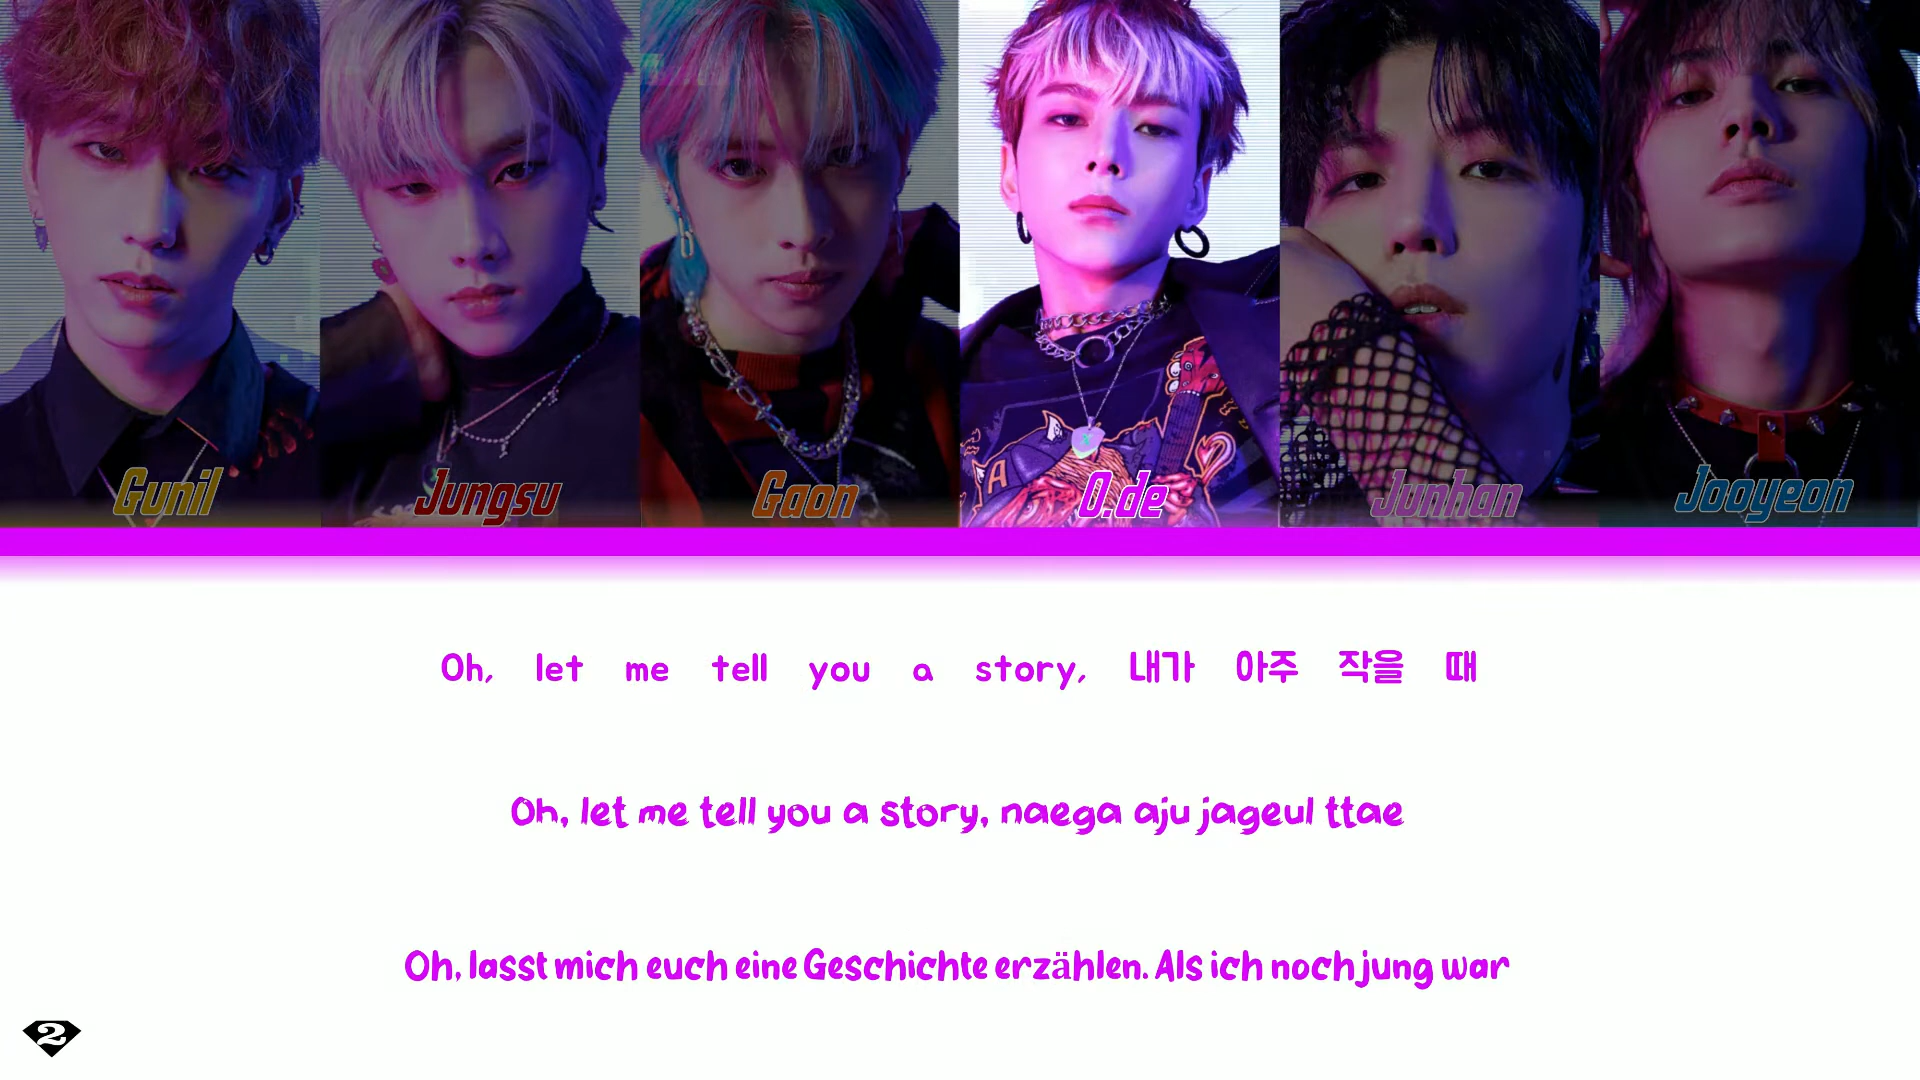 Gunil
Jungsu
Gaon
O.de
Junhan
Jooyeon
Oh, let me tell you a story, 내가 아주 작을 때
Oh, let me tell you a story, naega aju jageul ttae
Oh, lasst mich euch eine Geschichte erzählen. Als ich noch jung war
2